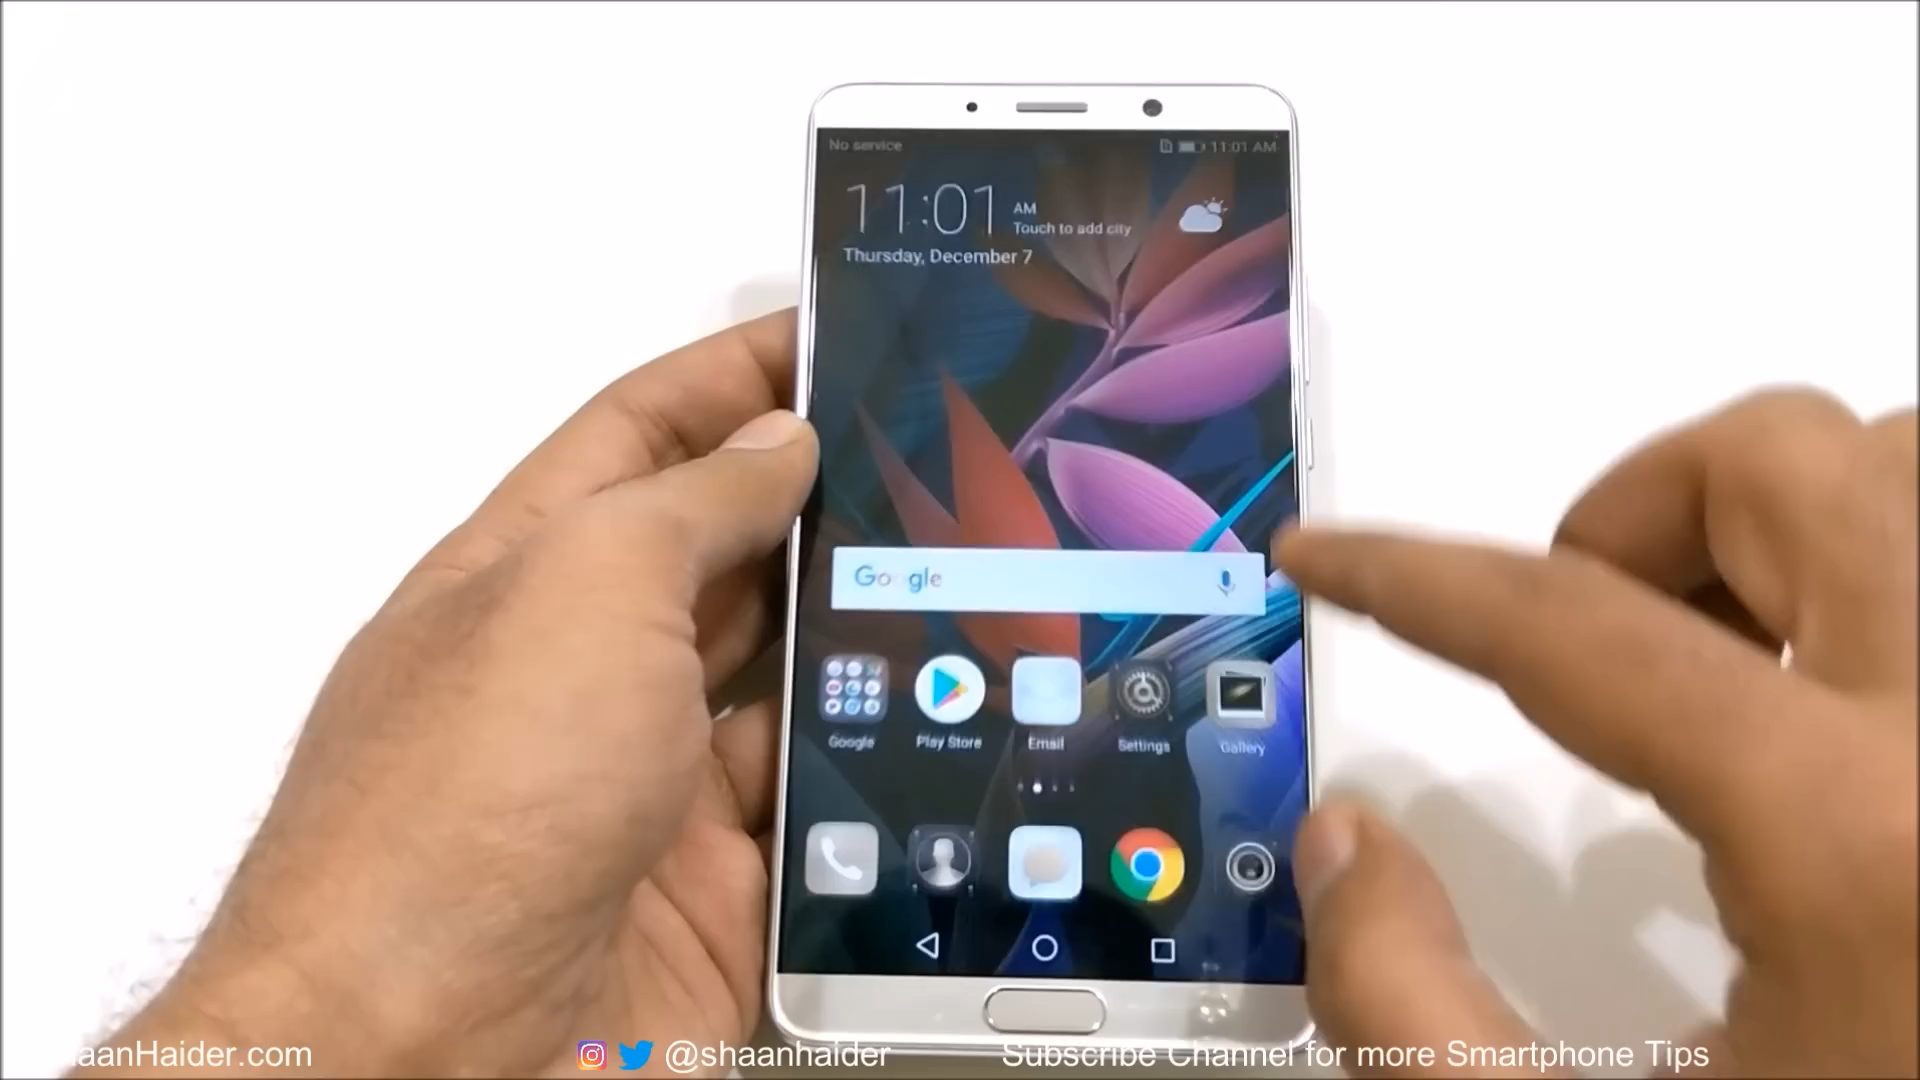 No service
11:01 AM
11:01
AM
Touch to add city
Thursday, December 7
Google
Google
Play Store
Email
Settings
Gallery
aanHaider.com
@shaanhaider
Subscribe Channel for more Smartphone Tips